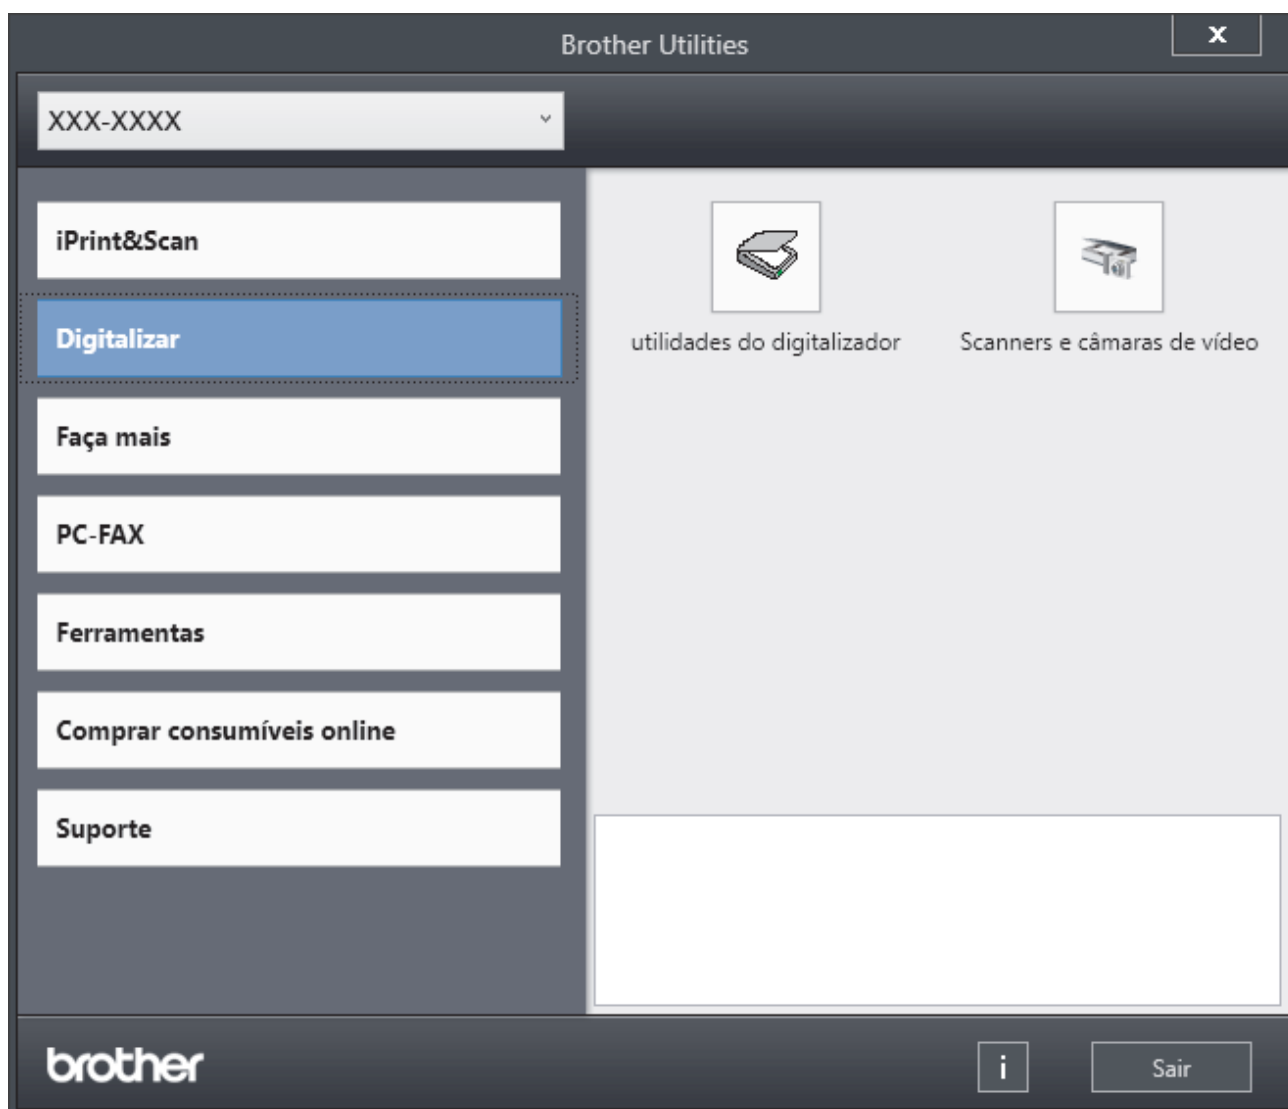 Brother Utilities
x
XXX-XXXX
iPrint&Scan
Digitalizar
Faça mais
PC-FAX
Ferramentas
Comprar consumíveis online
Suporte
utilidades do digitalizador
Scanners e câmaras de vídeo
brother
i
Sair